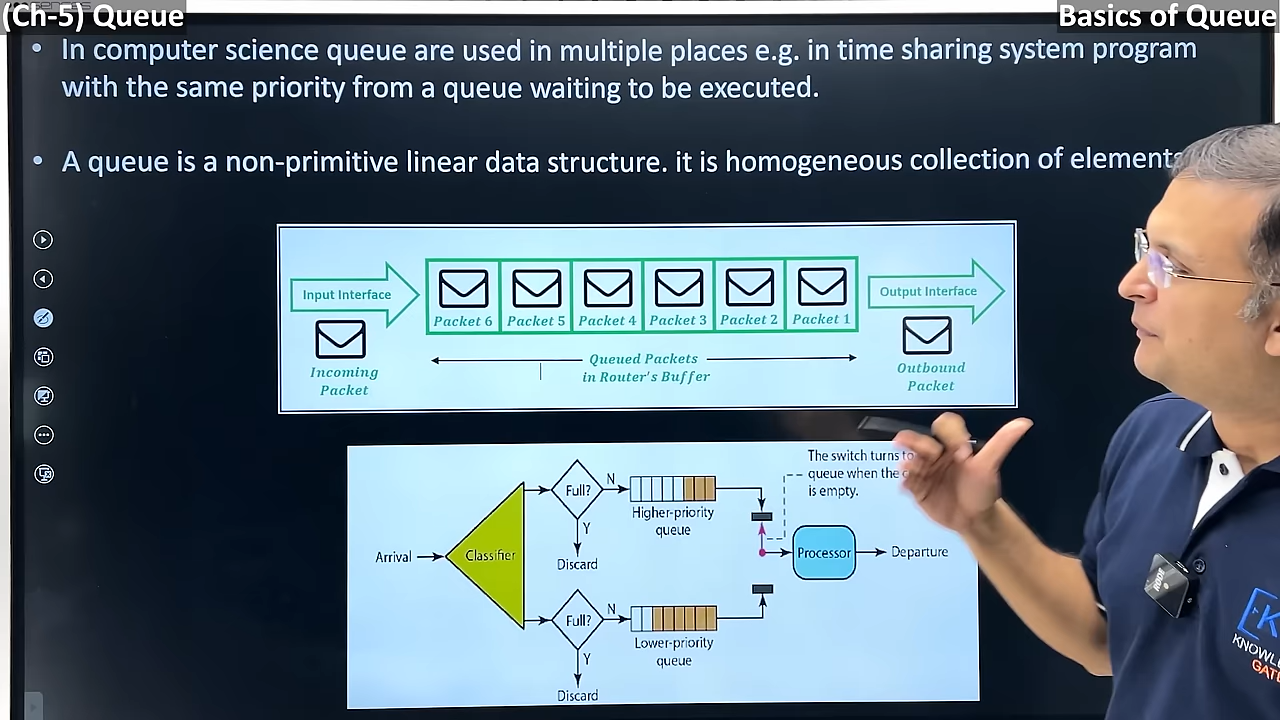 (Ch-5) Queue
Basics of Queue
• In computer science queue are used in multiple places e.g. in time sharing system program
with the same priority from a queue waiting to be executed.
• A queue is a non-primitive linear data structure. it is homogeneous collection of element
Input Interface
Incoming
Packet
Packet 6 Packet 5 Packet 4 Packet 3 Packet 2 Packet 1
Queued Packets
in Router's Buffer
Output Interface
Outbound
Packet
The switch turns to
queue when the
is empty.
Arrival
Classifier
Full?
N
Y
Discard
Higher-priority
queue
Processor
Departure
Full?
N
Y
Discard
Lower-priority
queue
RODE
KNOWL
GATE